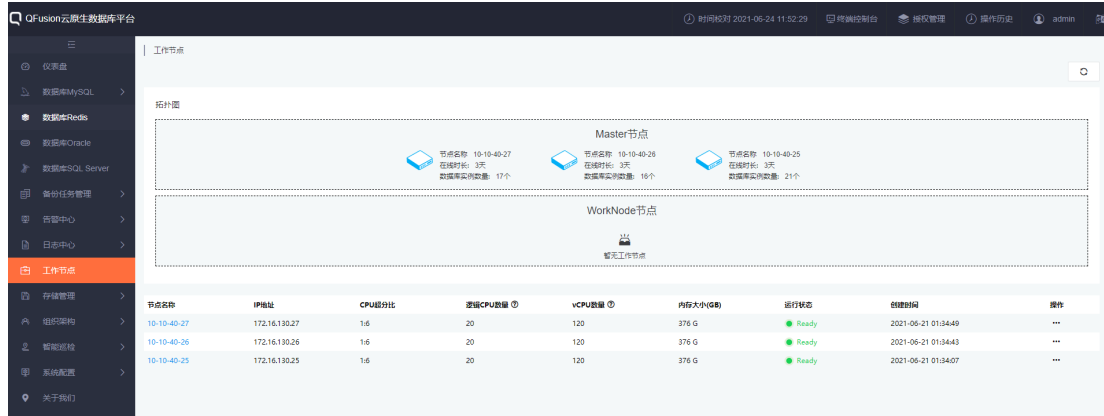 QFusion云原生数据库平台
时间校对 2021-06-24 11:52:29 终端控制台 授权管理 操作历史 admin
工作节点
仪表盘
数据库MySQL
数据库Redis
数据库Oracle
数据库SQL Server
备份任务管理
告警中心
日志中心
工作节点
存储管理
组织架构
智能巡检
系统配置
关于我们
拓扑图
Master节点
节点名称 10-10-40-27
在线时长: 3天
数据库实例数量: 17个
节点名称 10-10-40-26
在线时长: 3天
数据库实例数量: 16个
节点名称 10-10-40-25
在线时长: 3天
数据库实例数量: 21个
WorkNode节点
暂无工作节点
节点名称 IP地址 CPU超分比 逻辑CPU数量 vCPU数量 内存大小(GB) 运行状态 创建时间 操作
10-10-40-27 172.16.130.27 1:6 20 120 376 G Ready 2021-06-21 01:34:49 •••
10-10-40-26 172.16.130.26 1:6 20 120 376 G Ready 2021-06-21 01:34:43 •••
10-10-40-25 172.16.130.25 1:6 20 120 376 G Ready 2021-06-21 01:34:07 •••